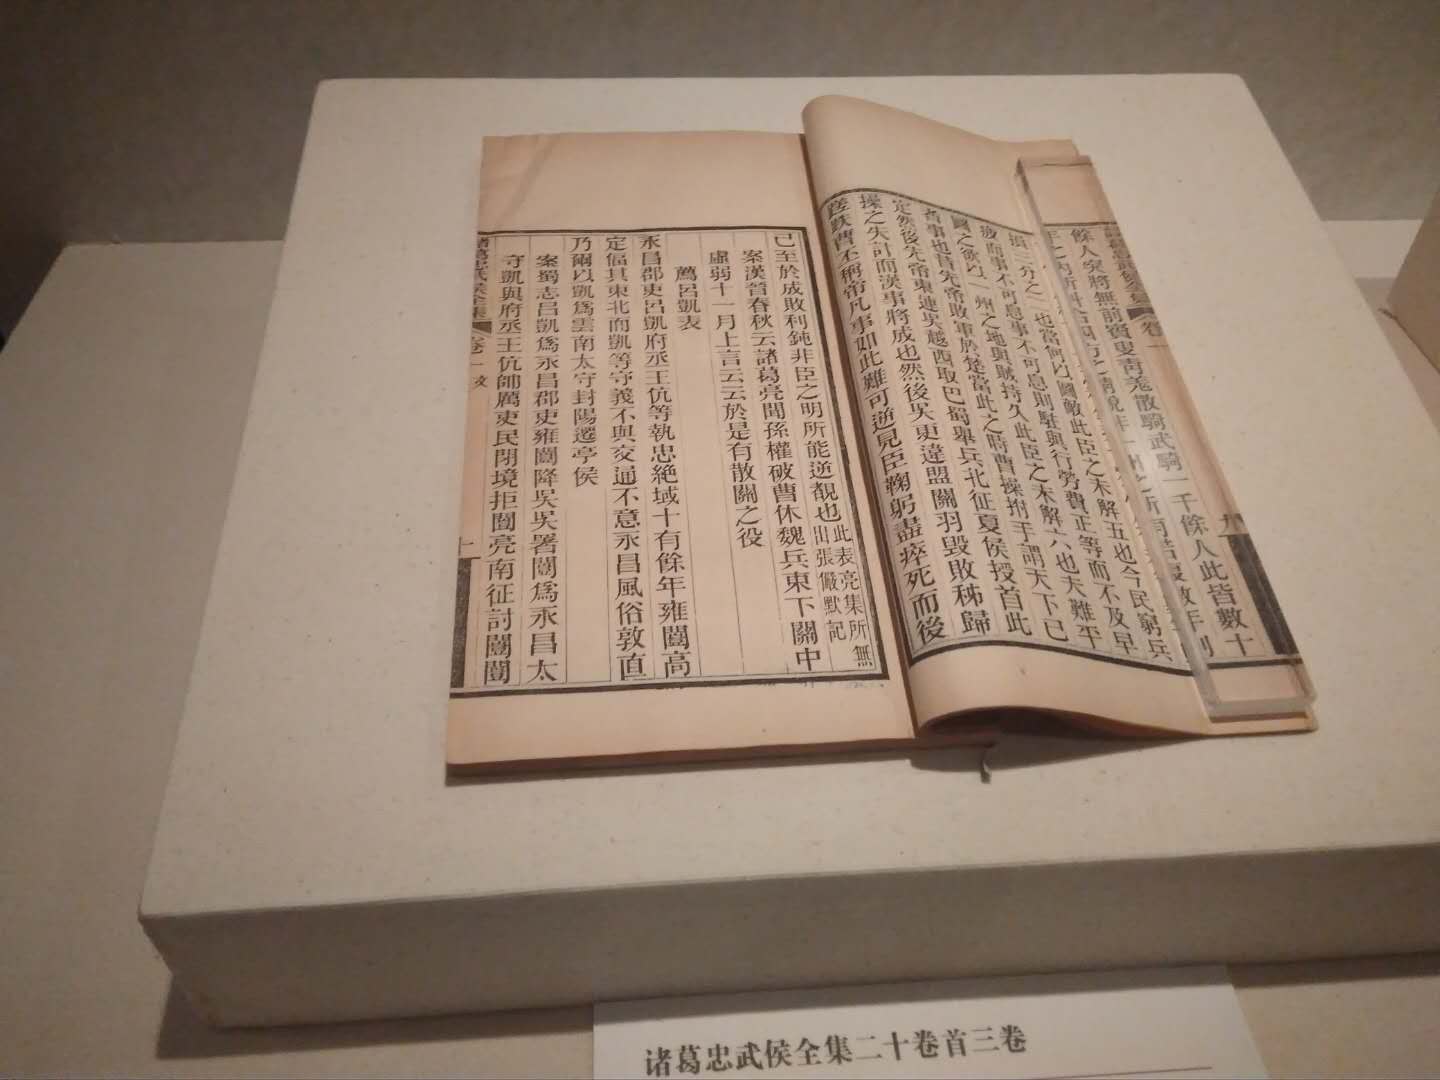 諸葛忠武侯全集 卷一 九
餘人突將無前賨叟青羌散騎武騎一千餘人此皆數十
年之內所糾合四方之精銳非一州之所有若復數年則
損三分之二也當何以圖敵此臣之未解五也今民窮兵
疲而事不可息事不可息則駐與行勞費正等而不及早
圖之欲以一州之地與賊持久此臣之未解六也夫難平
者事也昔先帝敗軍於楚當此之時曹操拊手謂天下已
定然後先帝東連吳越西取巴蜀舉兵北征夏侯授首此
操之失計而漢事將成也然後吳更違盟關羽毀敗秭歸
蹉跌曹丕稱帝凡事如此難可逆見臣鞠躬盡瘁死而後
已至於成敗利鈍非臣之明所能逆覩也此表亮集所無出張儼默記
案漢晉春秋云諸葛亮聞孫權破曹休魏兵東下關中
虛弱十一月上言云云於是有散關之役
薦呂凱表
永昌郡吏呂凱府丞王伉等執忠絕域十有餘年雍闓高
定偪其東北而凱等守義不與交通不意永昌風俗敦直
乃爾以凱爲雲南太守封陽遷亭侯
案蜀志呂凱爲永昌郡吏雍闓降吳吳署闓爲永昌太
守凱與府丞王伉帥厲吏民閉境拒闓亮南征討闓闓
諸葛忠武侯全集 卷一
诸葛忠武侯全集二十卷首三卷